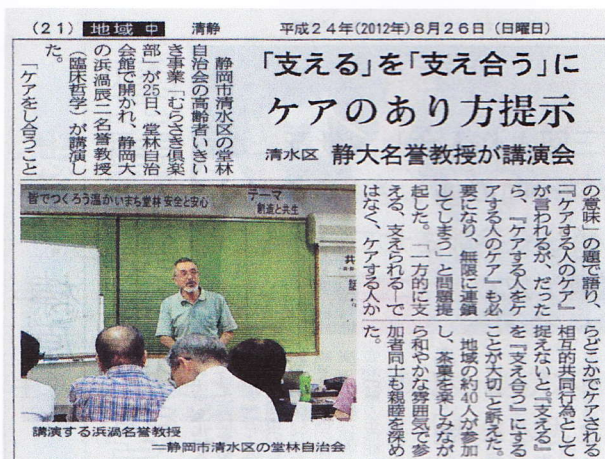 (21) 地域 中 清静 平成24年(2012年)8月26日(日曜日)
「支える」を「支え合う」に
ケアのあり方提示
清水区 静大名誉教授が講演会
静岡市清水区の堂林
自治会の高齢者いきい
き事業「むらさき倶楽
部」が25日、堂林自治
会館で開かれ、静岡大
の浜渦辰二名誉教授
(臨床哲学)が講演し
た。
「ケアをし合うこと
の意味」の題で語り、
『ケアする人のケア』
が言われるが、だった
ら、『ケアする人をケ
アする人のケア』も必
要になり、無限に連鎖
してしまう」と問題提
起した。「一方的に支
える、支えられる―で
はなく、ケアする人か
らどこかでケアされる
相互的共同行為として
捉えないと。『支える』
を『支え合う』にする
ことが大切」と訴えた。
地域の約40人が参加
し、茶菓を楽しみなが
ら和やかな雰囲気で参
加者同士も親睦を深め
た。
皆でつくろう温かいまち堂林 安全と安心
テーマ
創造と共生
講演する浜渦名誉教授
=静岡市清水区の堂林自治会